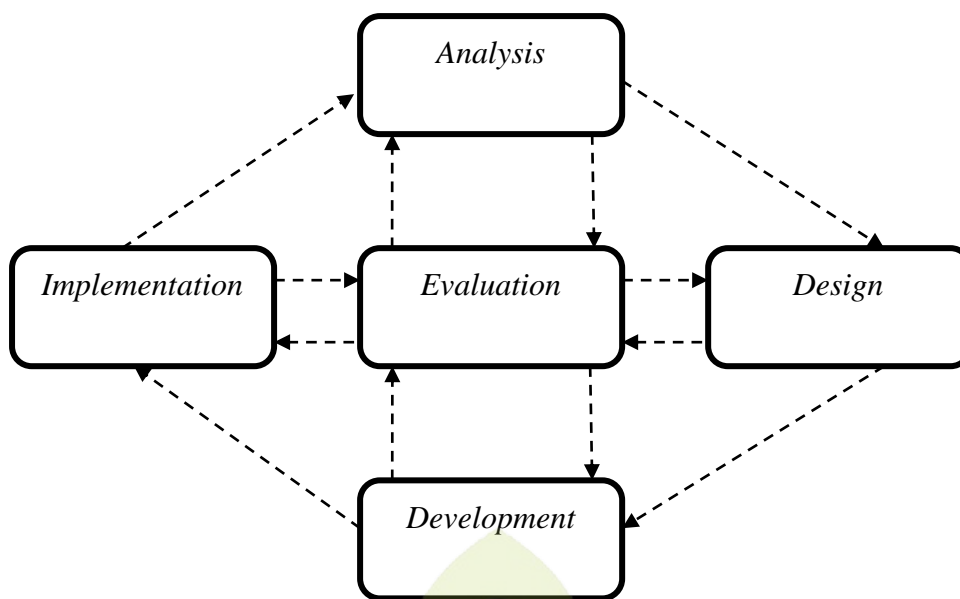 Analysis
Implementation
Evaluation
Design
Development